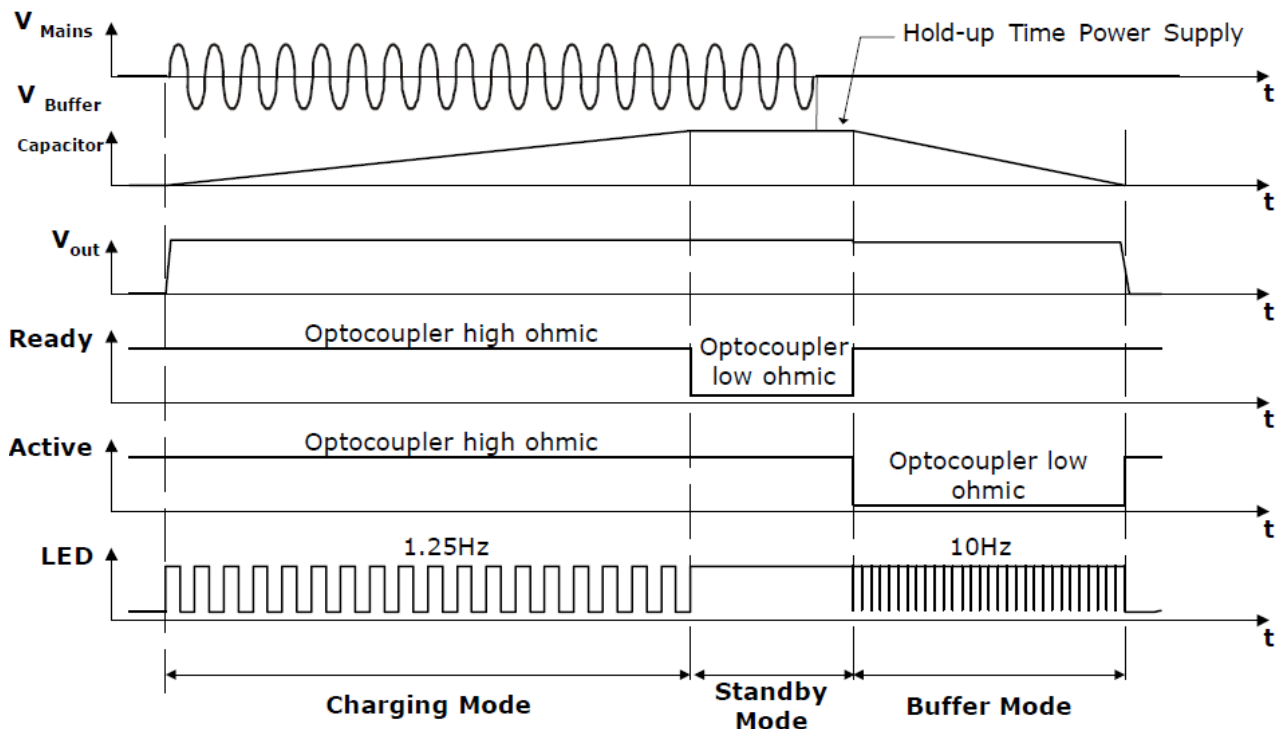 V Mains
Hold-up Time Power Supply
t
V Buffer
Capacitor
t
V out
t
Ready
Optocoupler high ohmic
Optocoupler
low ohmic
t
Active
Optocoupler high ohmic
Optocoupler low
ohmic
t
LED
1.25Hz
10Hz
t
Charging Mode
Standby
Mode
Buffer Mode